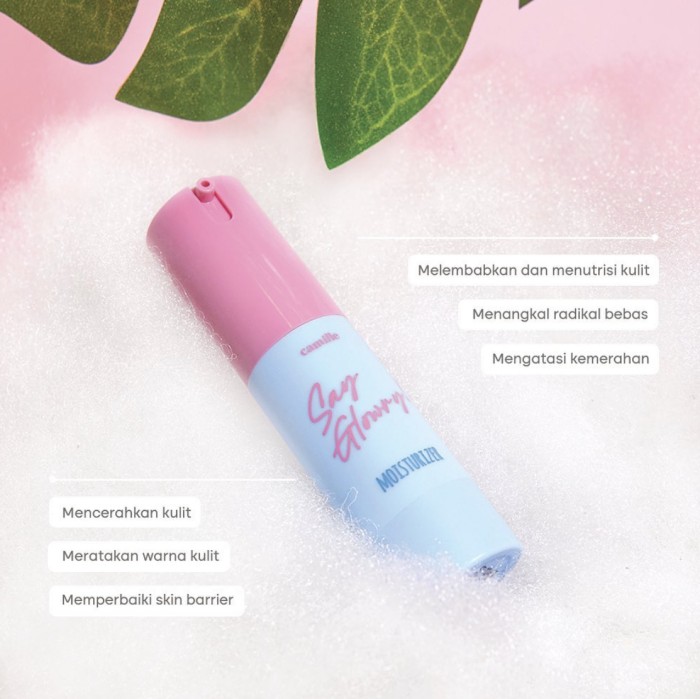 camille
Say
Glowry
MOISTURIZER
Melembabkan dan menutrisi kulit
Menangkal radikal bebas
Mengatasi kemerahan
Mencerahkan kulit
Meratakan warna kulit
Memperbaiki skin barrier